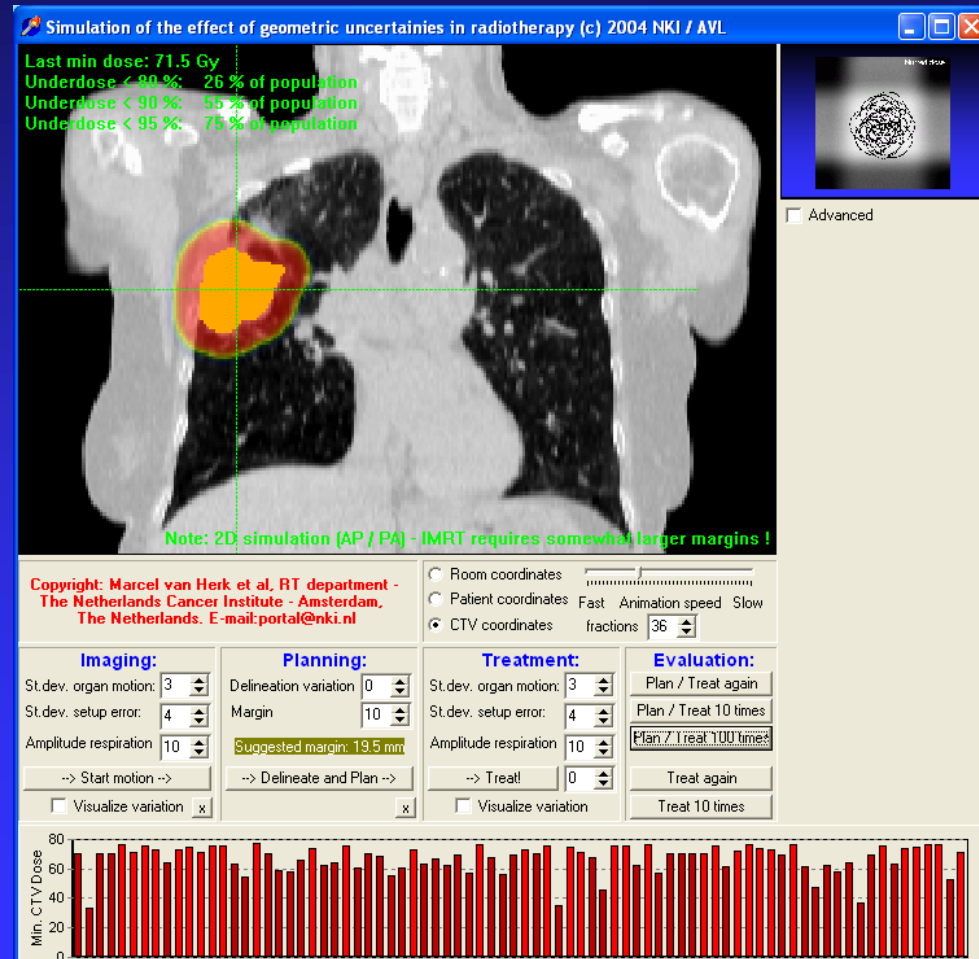 Simulation of the effect of geometric uncertainies in radiotherapy (c) 2004 NKI / AVL
Last min dose: 71.5 Gy
Underdose < 80 %: 26 % of population
Underdose < 90 %: 55 % of population
Underdose < 95 %: 75 % of population
blurred dose
Advanced
Note: 2D simulation (AP / PA) - IMRT requires somewhat larger margins !
Copyright: Marcel van Herk et al, RT department -
The Netherlands Cancer Institute - Amsterdam,
The Netherlands. E-mail:portal@nki.nl
Room coordinates
Patient coordinates
CTV coordinates
Fast Animation speed Slow
fractions 36
Imaging:
St.dev. organ motion: 3
St.dev. setup error: 4
Amplitude respiration 10
--> Start motion -->
Visualize variation x
Planning:
Delineation variation 0
Margin 10
Suggested margin: 19.5 mm
--> Delineate and Plan -->
x
Treatment:
St.dev. organ motion: 3
St.dev. setup error: 4
Amplitude respiration 10
--> Treat! 0
Visualize variation
Evaluation:
Plan / Treat again
Plan / Treat 10 times
Plan / Treat 100 times
Treat again
Treat 10 times
Min. CTV Dose
80
60
40
20
0